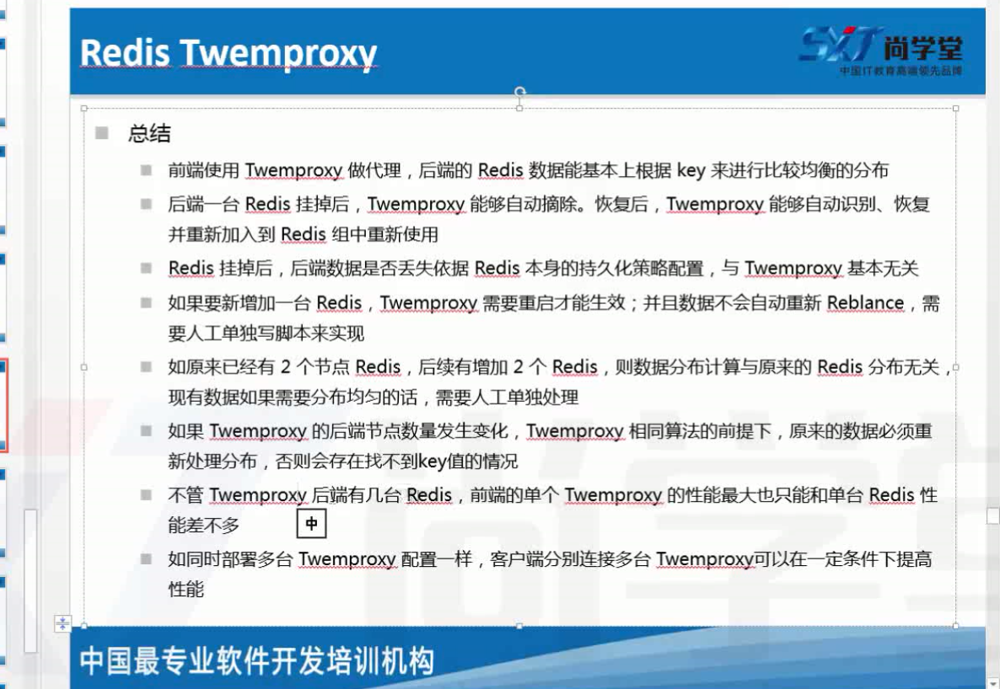 Redis Twemproxy
SXT 尚学堂
中国IT教育高端领先品牌
总结
前端使用 Twemproxy 做代理，后端的 Redis 数据能基本上根据 key 来进行比较均衡的分布
后端一台 Redis 挂掉后，Twemproxy 能够自动摘除。恢复后，Twemproxy 能够自动识别、恢复
并重新加入到 Redis 组中重新使用
Redis 挂掉后，后端数据是否丢失依据 Redis 本身的持久化策略配置，与 Twemproxy 基本无关
如果要新增加一台 Redis，Twemproxy 需要重启才能生效；并且数据不会自动重新 Reblance，需
要人工单独写脚本来实现
如原来已经有 2 个节点 Redis，后续有增加 2 个 Redis，则数据分布计算与原来的 Redis 分布无关，
现有数据如果需要分布均匀的话，需要人工单独处理
如果 Twemproxy 的后端节点数量发生变化，Twemproxy 相同算法的前提下，原来的数据必须重
新处理分布，否则会存在找不到key值的情况
不管 Twemproxy 后端有几台 Redis，前端的单个 Twemproxy 的性能最大也只能和单台 Redis 性
能差不多
中
如同时部署多台 Twemproxy 配置一样，客户端分别连接多台 Twemproxy可以在一定条件下提高
性能
中国最专业软件开发培训机构